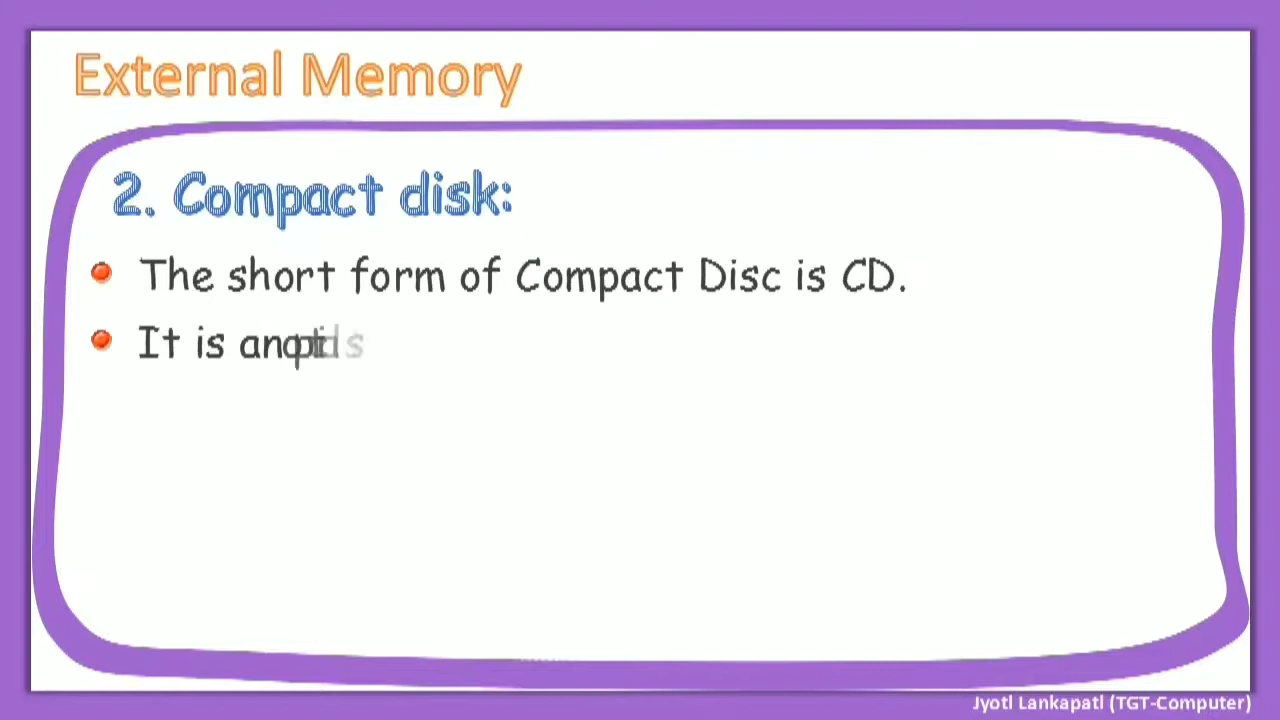 External Memory
2. Compact disk:
The short form of Compact Disc is CD.
It is an
Jyoti Lankapati (TGT-Computer)